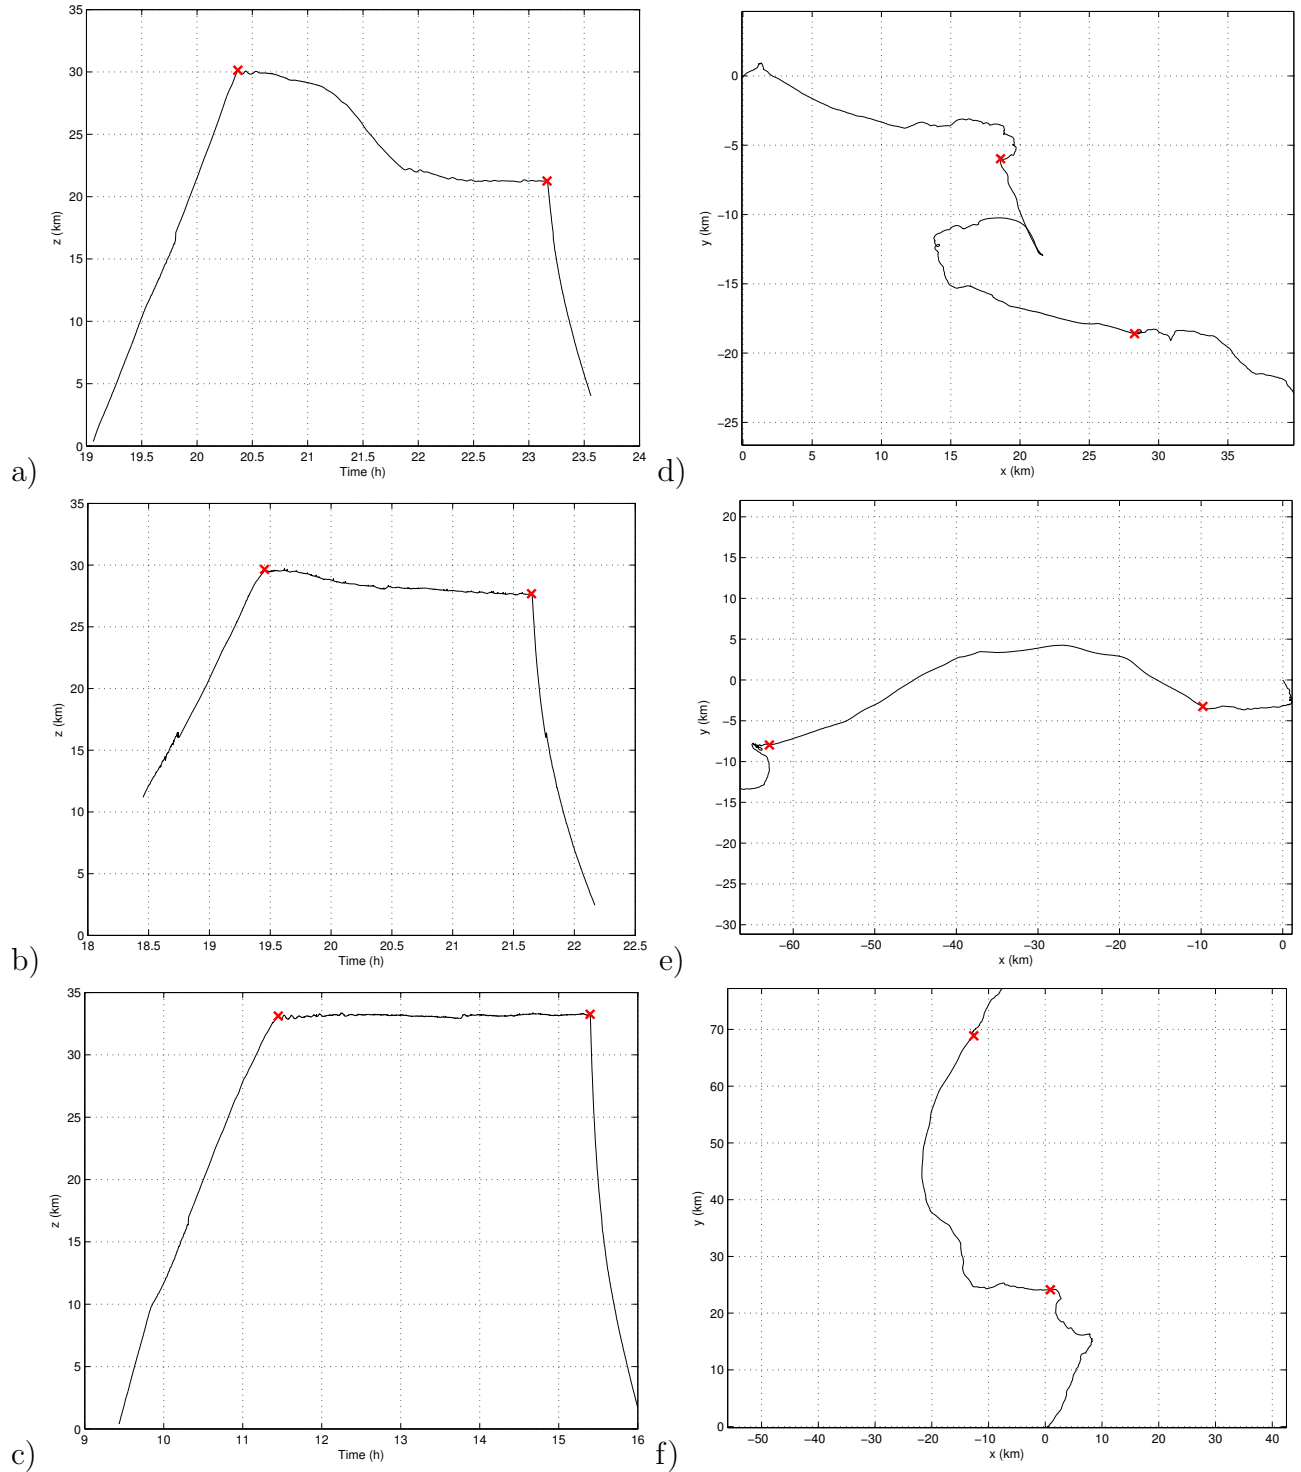 35
30
25
20
15
10
5
0
z (km)
19 19.5 20 20.5 21 21.5 22 22.5 23 23.5 24
Time (h)
a)
0
−5
−10
−15
−20
−25
y (km)
0 5 10 15 20 25 30 35
x (km)
d)
35
30
25
20
15
10
5
0
z (km)
18 18.5 19 19.5 20 20.5 21 21.5 22 22.5
Time (h)
b)
20
15
10
5
0
−5
−10
−15
−20
−25
−30
y (km)
−60 −50 −40 −30 −20 −10 0
x (km)
e)
35
30
25
20
15
10
5
0
z (km)
9 10 11 12 13 14 15 16
Time (h)
c)
70
60
50
40
30
20
10
0
y (km)
−50 −40 −30 −20 −10 0 10 20 30 40
x (km)
f)